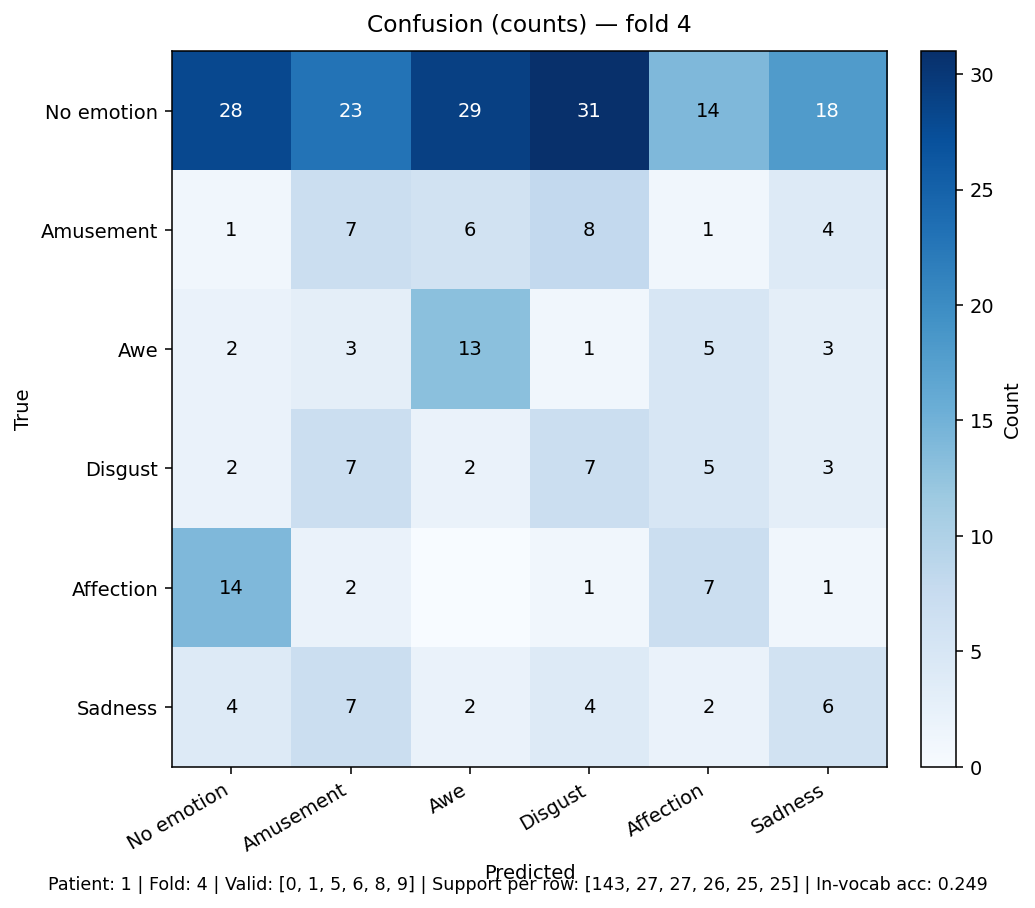 Confusion (counts) — fold 4
No emotion 28 23 29 31 14 18
Amusement 1 7 6 8 1 4
Awe 2 3 13 1 5 3
Disgust 2 7 2 7 5 3
Affection 14 2 1 7 1
Sadness 4 7 2 4 2 6
True
No emotion Amusement Awe Disgust Affection Sadness
Predicted
30
25
20
15
10
5
0
Count
Patient: 1 | Fold: 4 | Valid: [0, 1, 5, 6, 8, 9] | Support per row: [143, 27, 27, 26, 25, 25] | In-vocab acc: 0.249